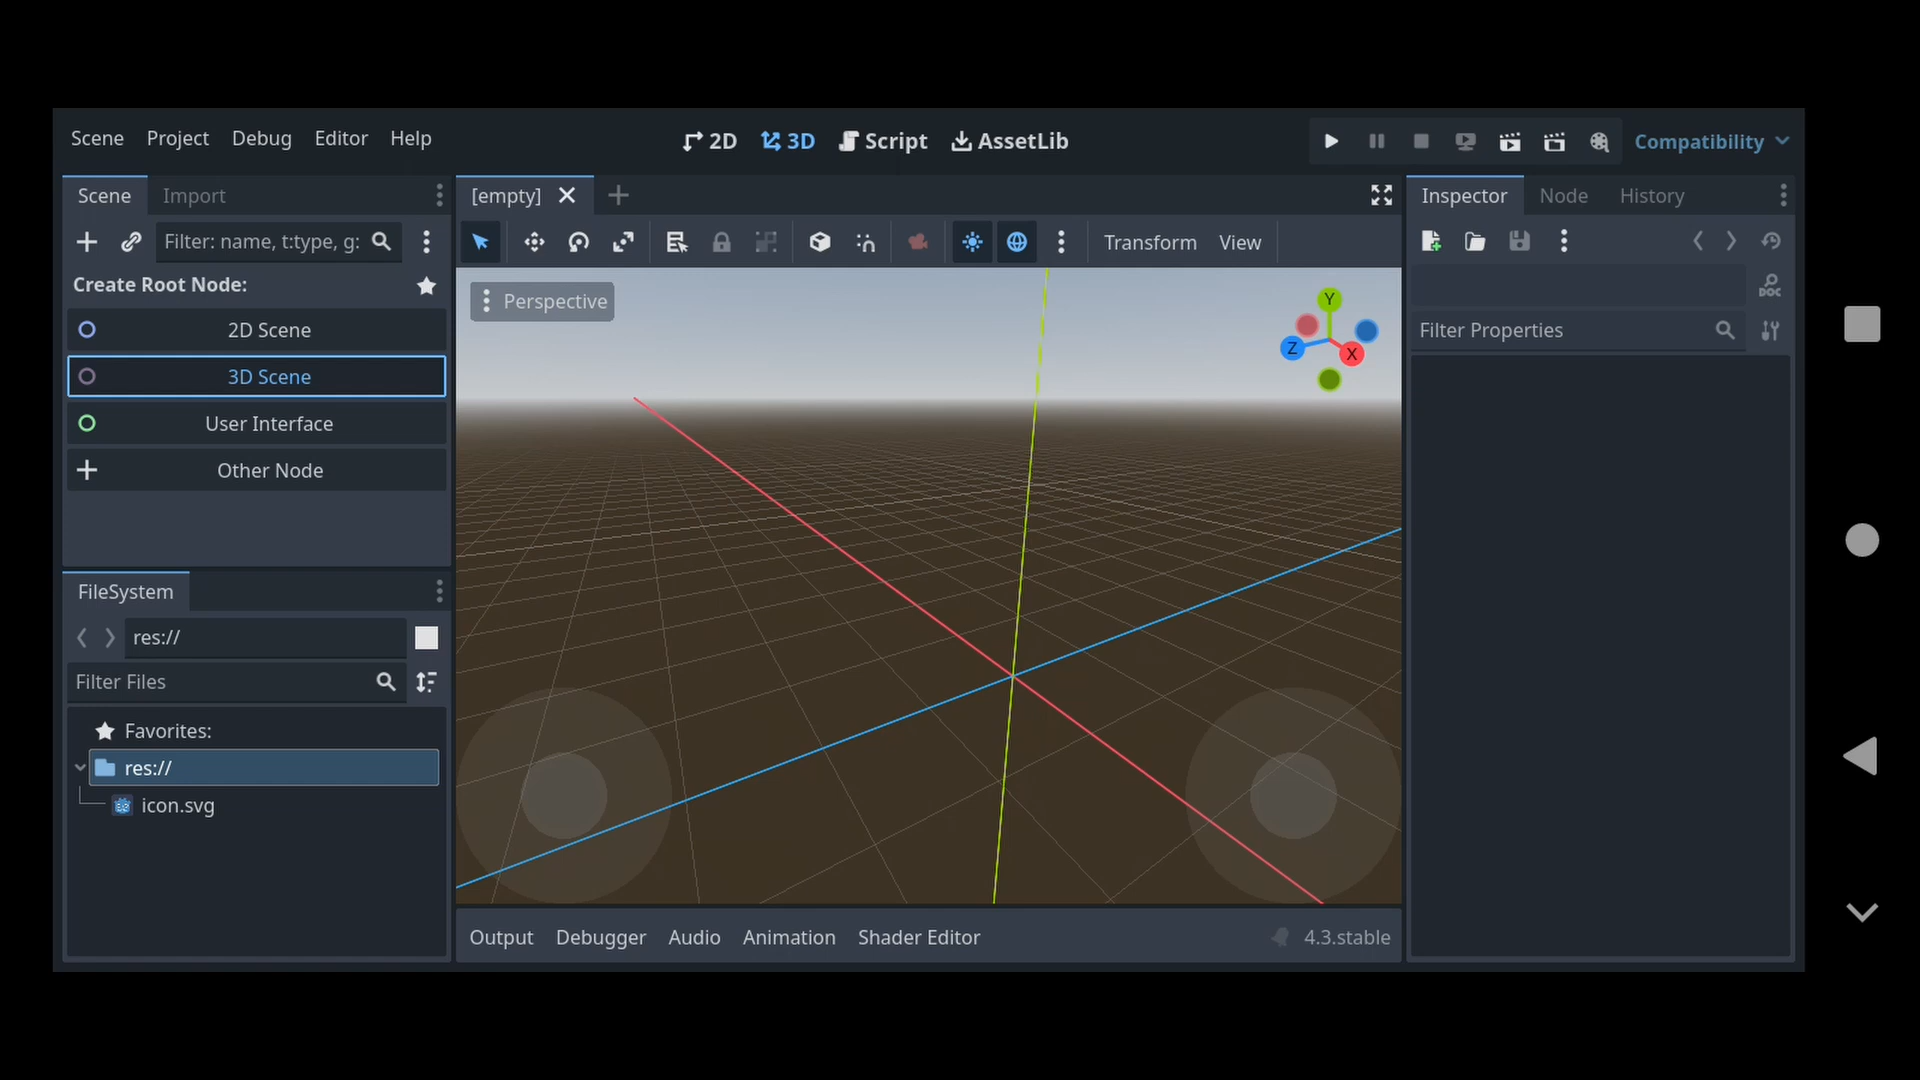 Scene Project Debug Editor Help
2D 3D Script AssetLib
Compatibility
Scene Import
Filter: name, t:type, g:
Create Root Node:
2D Scene
3D Scene
User Interface
Other Node
FileSystem
res://
Filter Files
Favorites:
res://
icon.svg
[empty]
Transform View
Perspective
Y
Z
X
Output Debugger Audio Animation Shader Editor
4.3.stable
Inspector Node History
DOC
Filter Properties